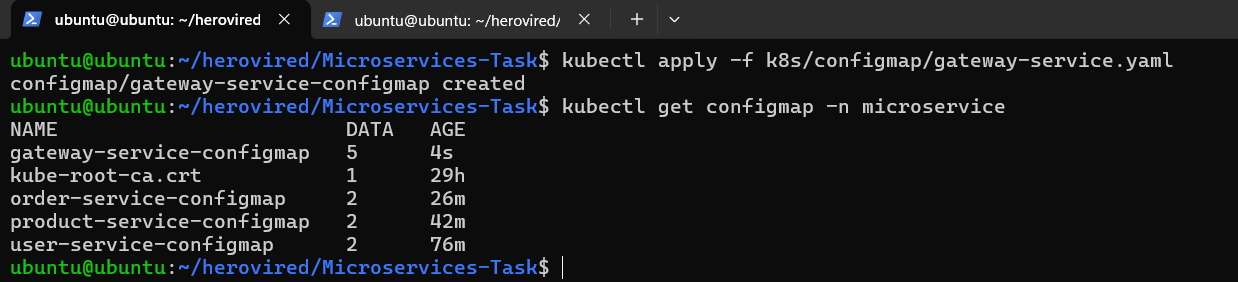 ubuntu@ubuntu: ~/herovired
ubuntu@ubuntu: ~/herovired/
ubuntu@ubuntu:~/herovired/Microservices-Task$ kubectl apply -f k8s/configmap/gateway-service.yaml
configmap/gateway-service-configmap created
ubuntu@ubuntu:~/herovired/Microservices-Task$ kubectl get configmap -n microservice
NAME                        DATA   AGE
gateway-service-configmap   5      4s
kube-root-ca.crt            1      29h
order-service-configmap     2      26m
product-service-configmap   2      42m
user-service-configmap      2      76m
ubuntu@ubuntu:~/herovired/Microservices-Task$